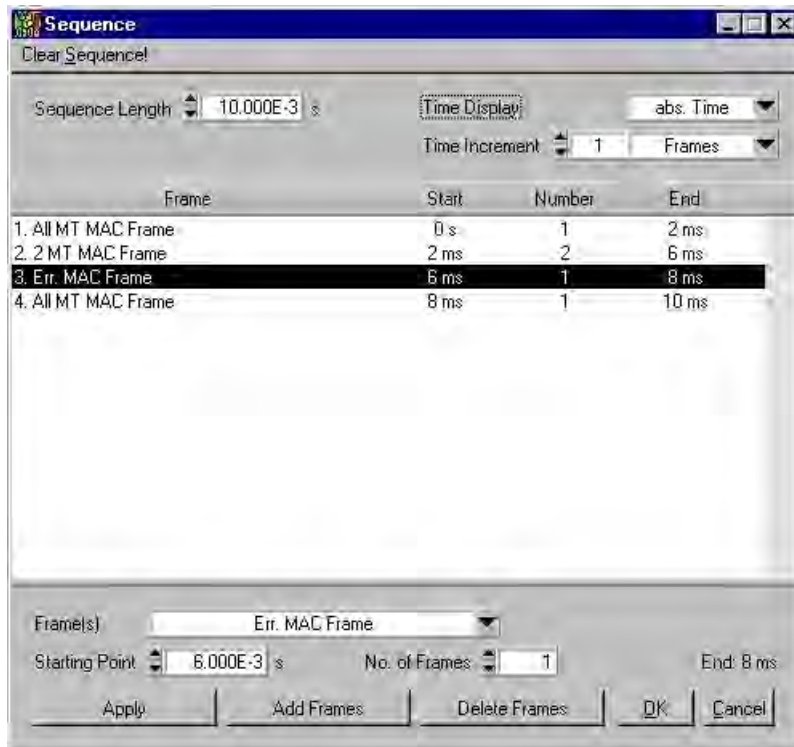 Sequence
Clear Sequence!
Sequence Length 10.000E-3 s Time Display abs. Time
Time Increment 1 Frames
Frame Start Number End
1. All MT MAC Frame 0 s 1 2 ms
2. 2 MT MAC Frame 2 ms 2 6 ms
3. Err. MAC Frame 6 ms 1 8 ms
4. All MT MAC Frame 8 ms 1 10 ms
Frame(s) Err. MAC Frame
Starting Point 6.000E-3 s No. of Frames 1 End: 8 ms
Apply Add Frames Delete Frames OK Cancel